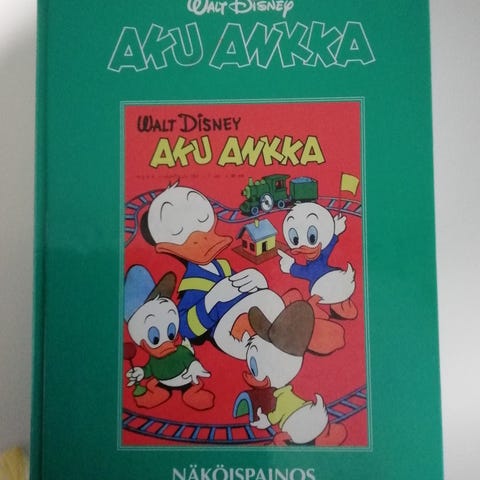 WALT DISNEY
AKU ANKKA
WALT DISNEY
AKU ANKKA
NÄKÖISPAINOS